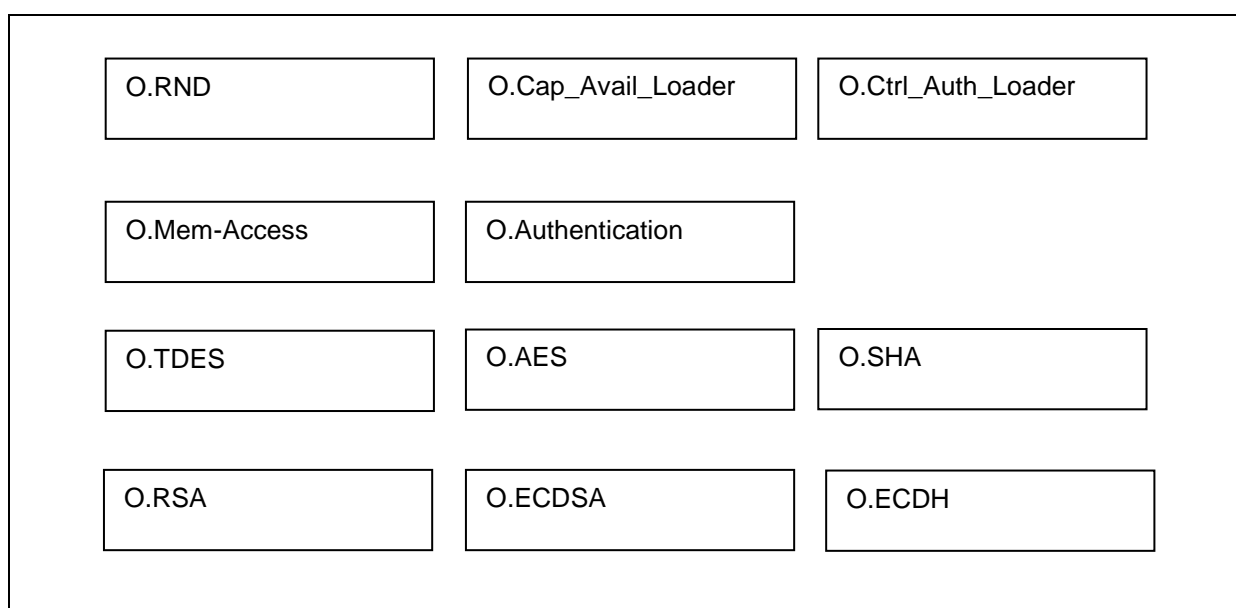 O.RND
O.Cap_Avail_Loader
O.Ctrl_Auth_Loader
O.Mem-Access
O.Authentication
O.TDES
O.AES
O.SHA
O.RSA
O.ECDSA
O.ECDH